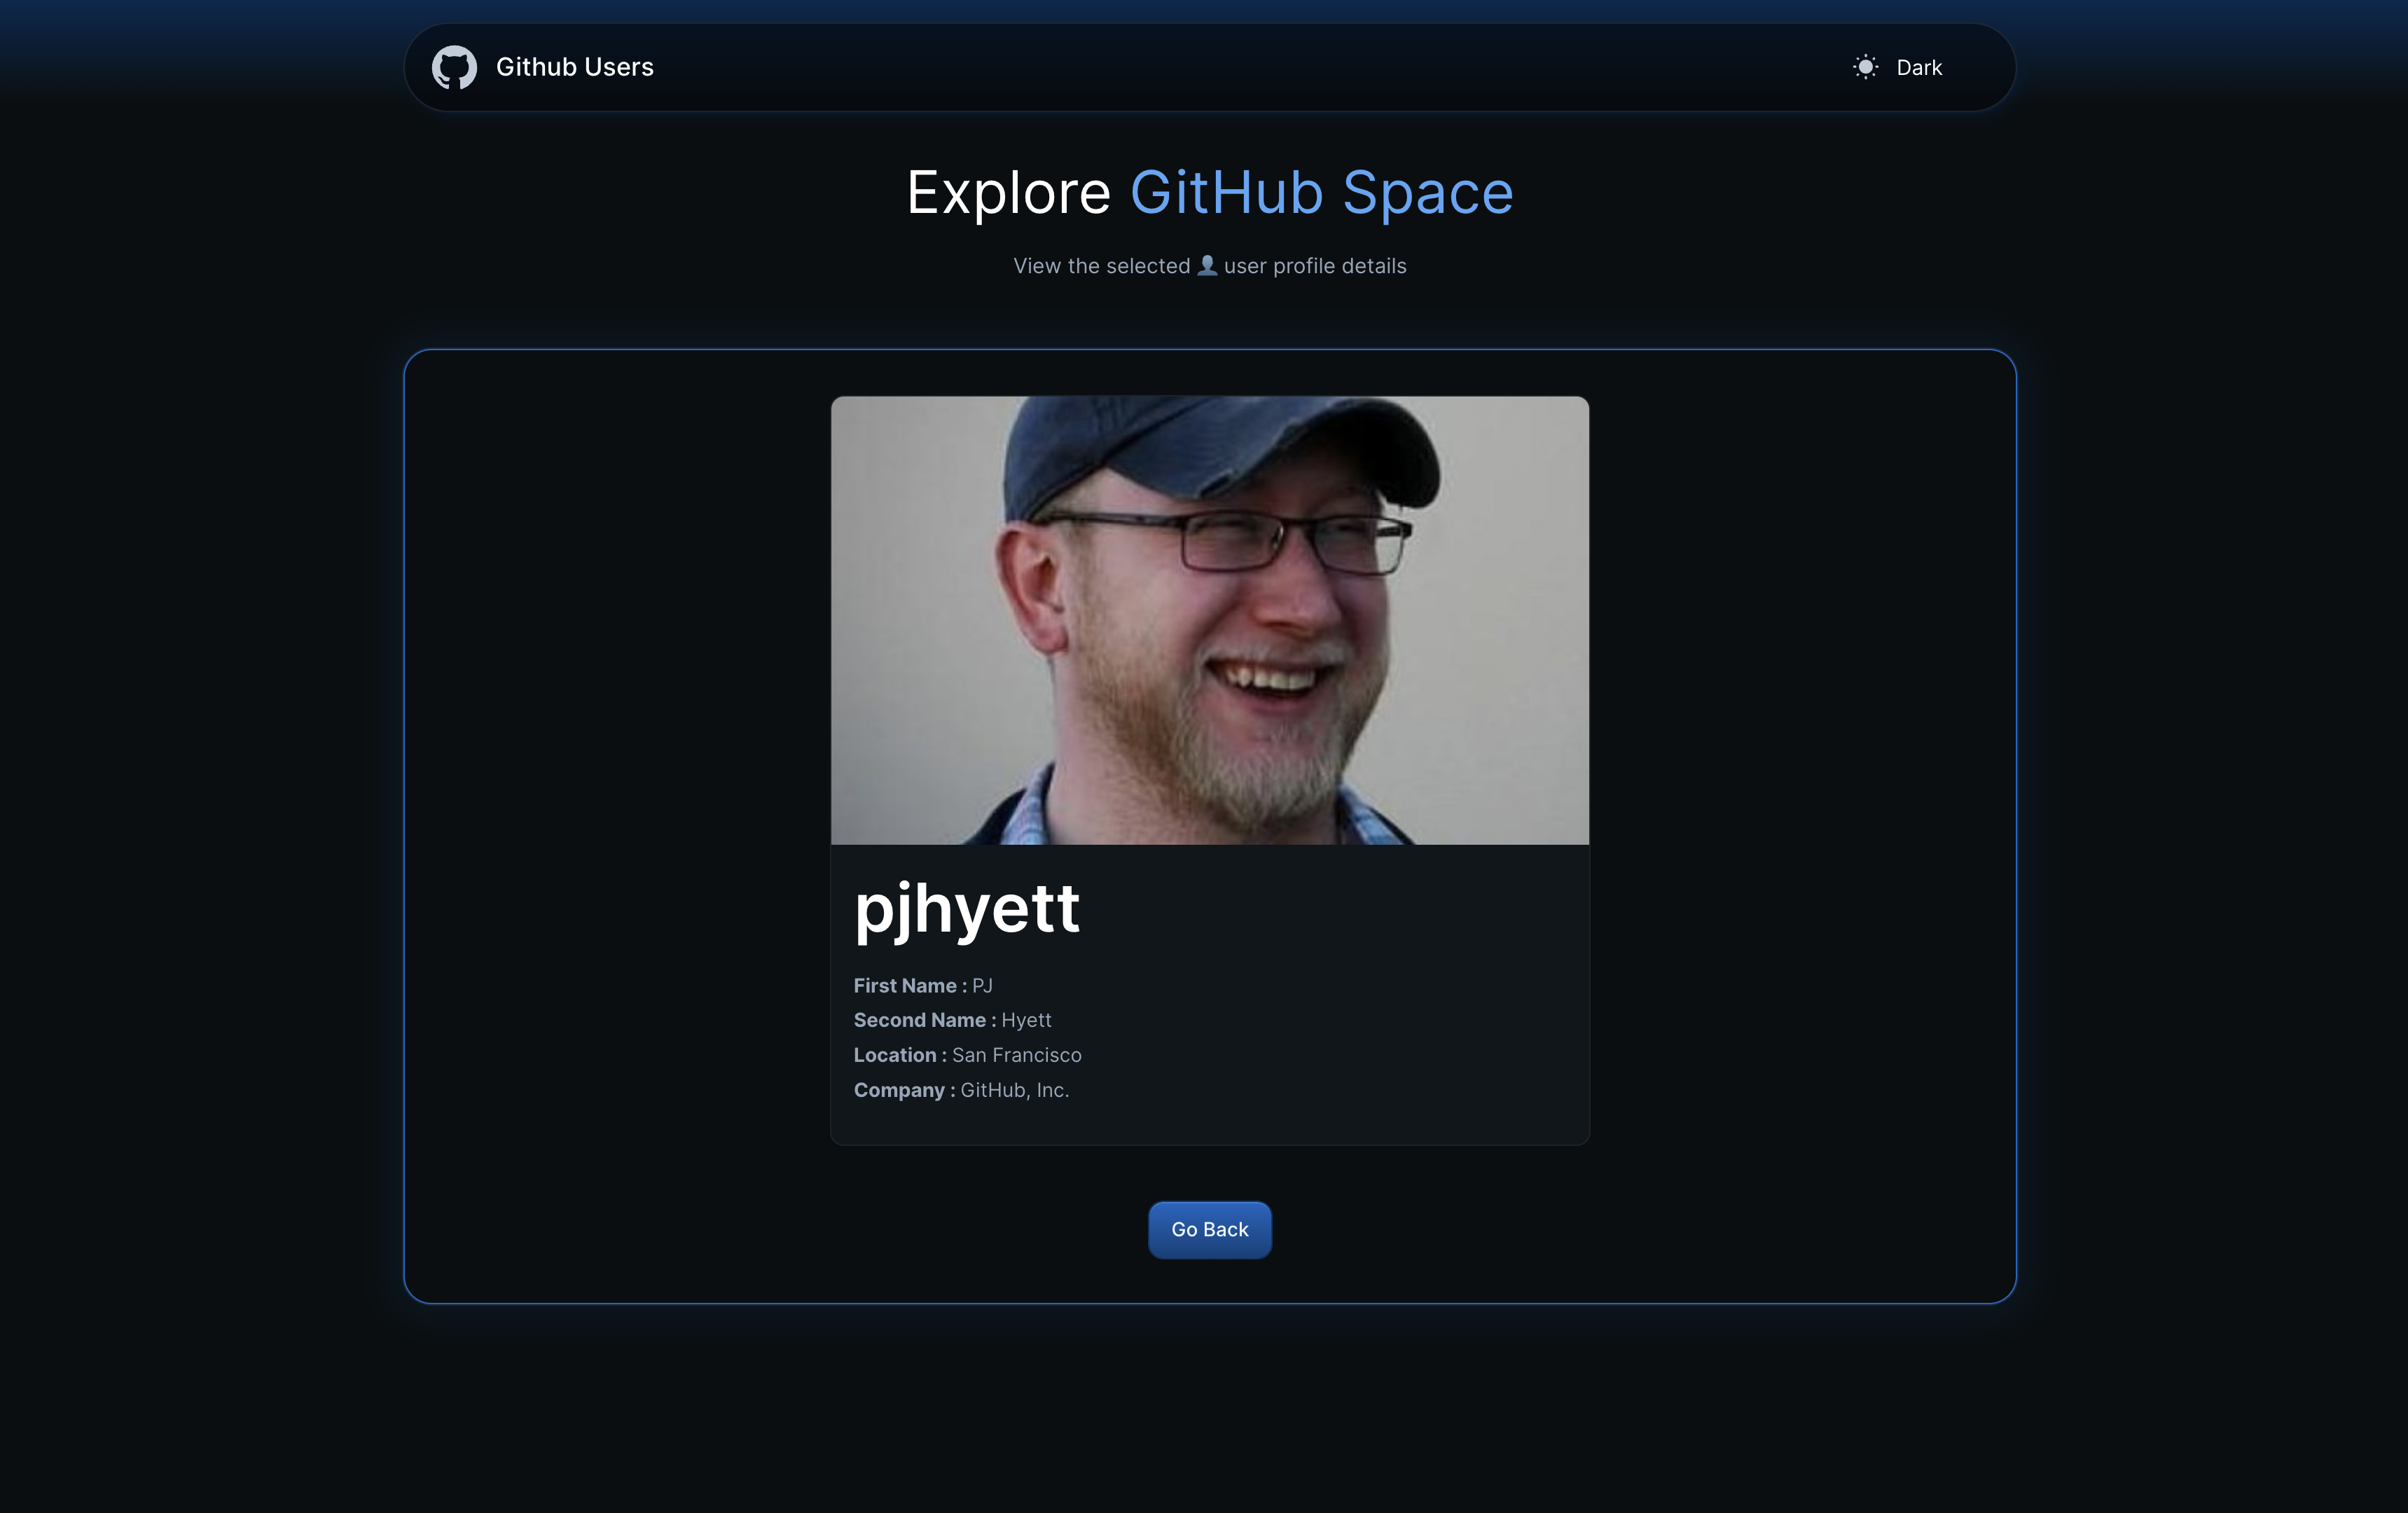 Github Users
Dark
Explore GitHub Space
View the selected 👤 user profile details
pjhyett
First Name : PJ
Second Name : Hyett
Location : San Francisco
Company : GitHub, Inc.
Go Back